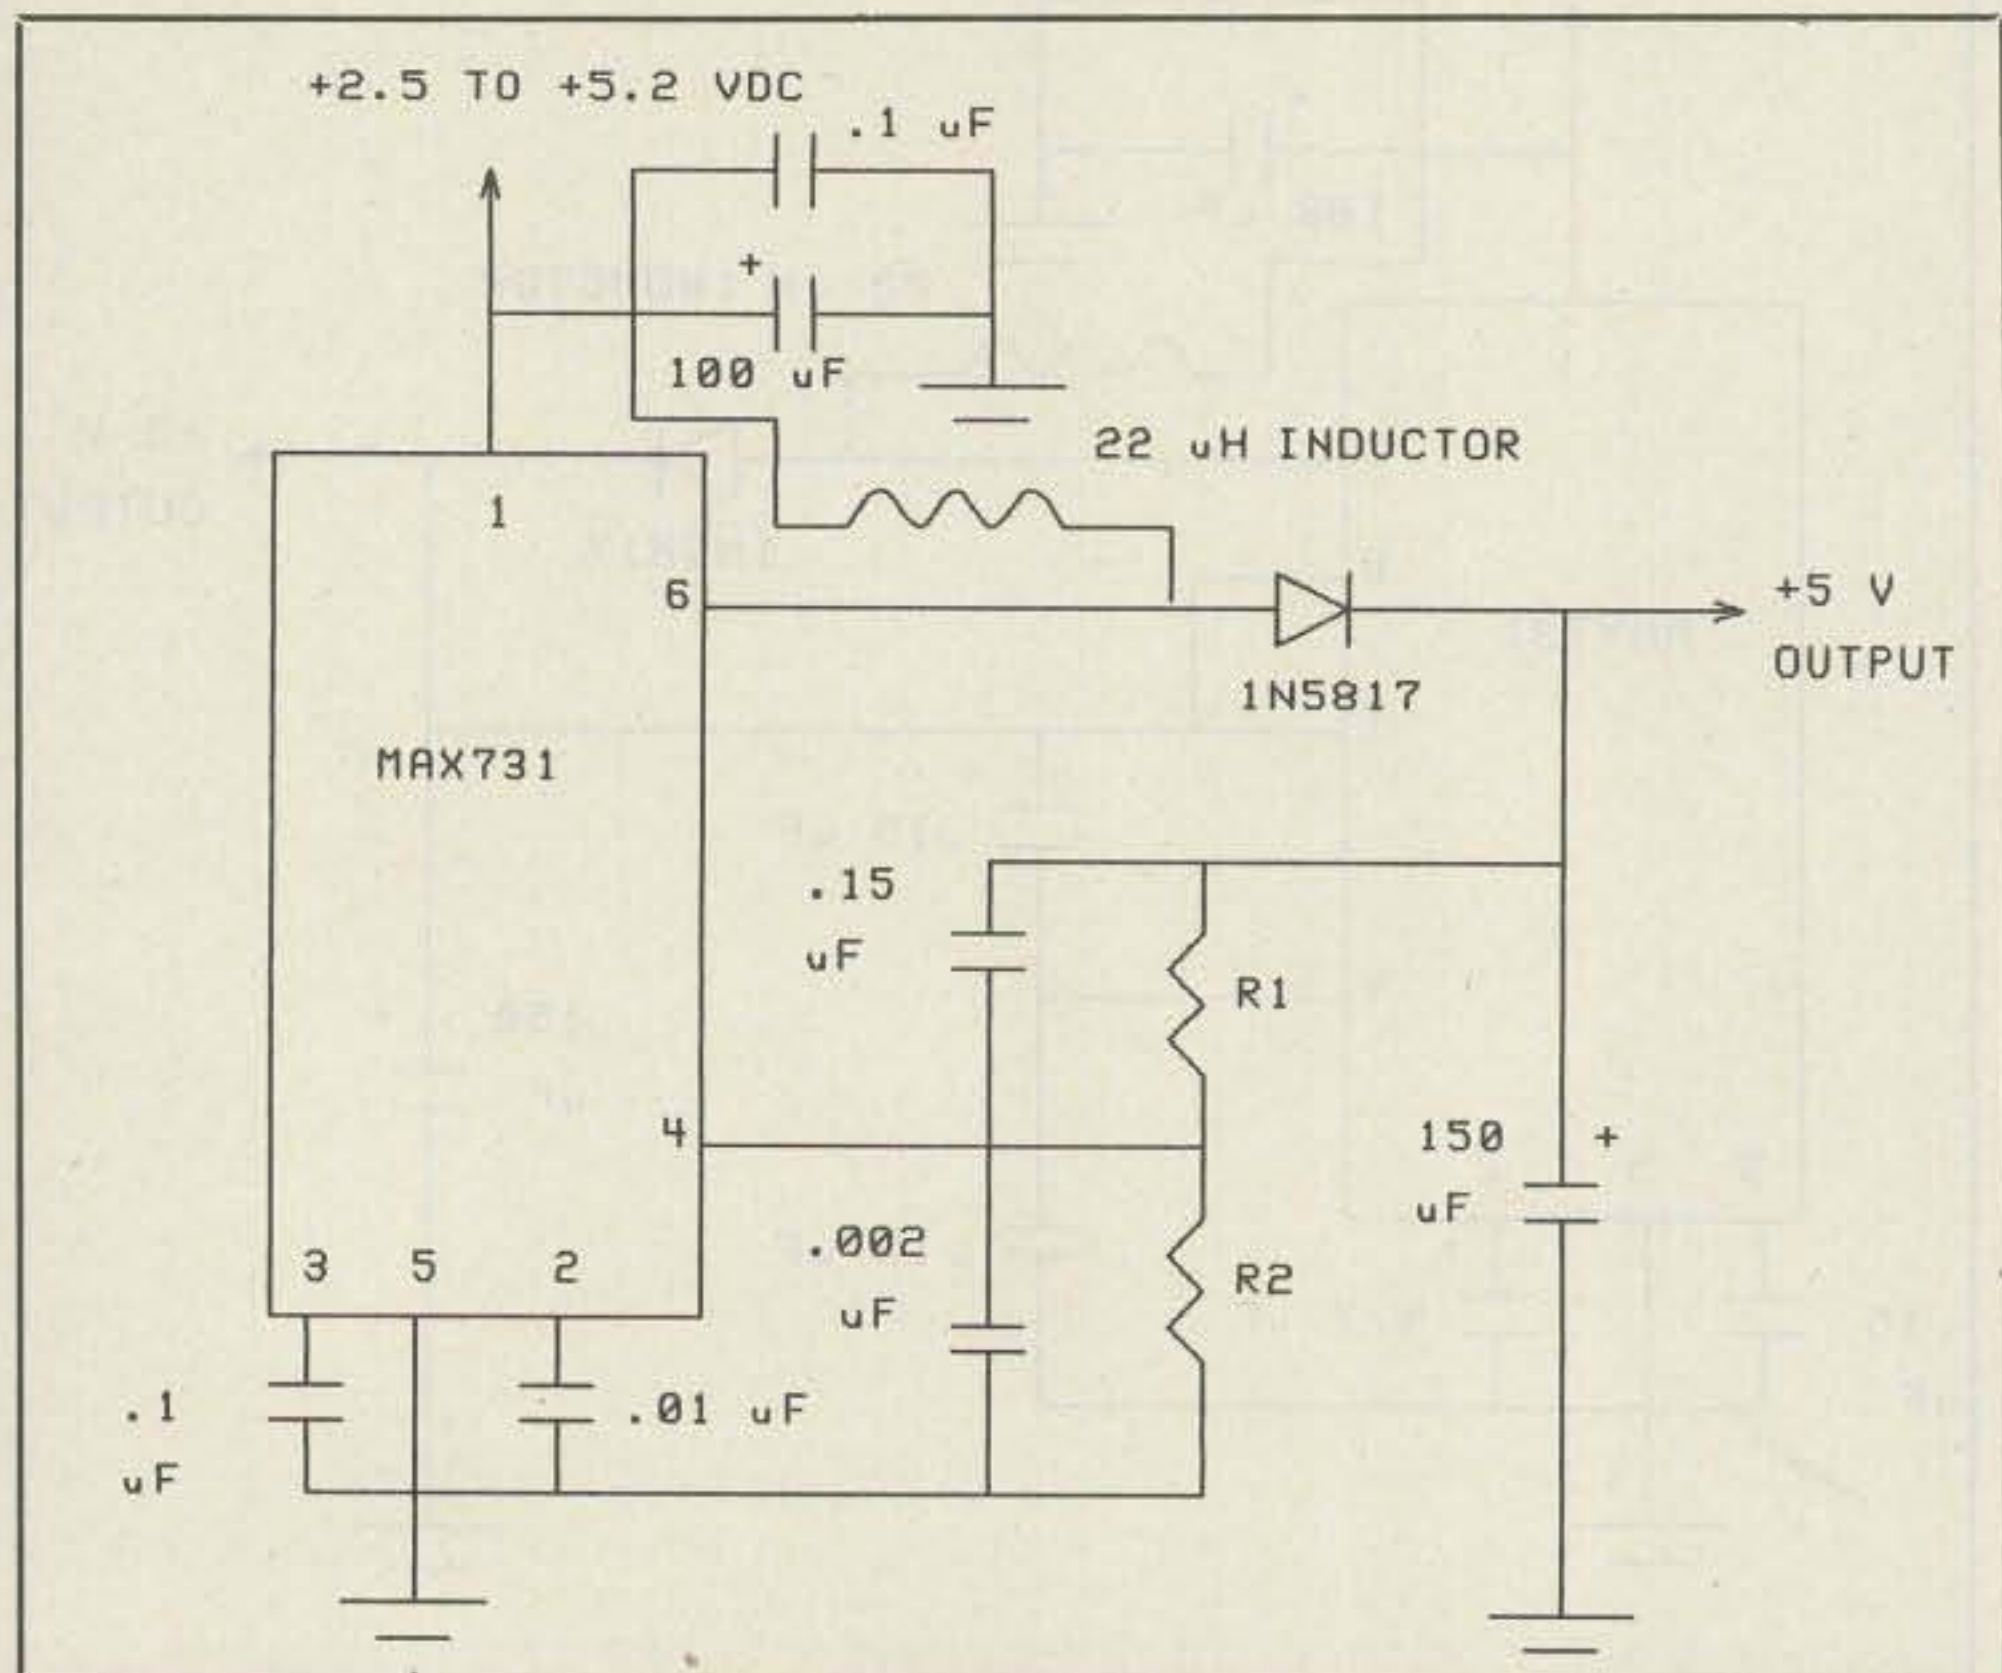 +2.5 TO +5.2 VDC
.1 uF
+
100 uF
22 uH INDUCTOR
1
6
+5 V
OUTPUT
1N5817
MAX731
.15
uF
R1
4
150 +
uF
.002
uF
R2
3 5 2
.1
uF
.01 uF